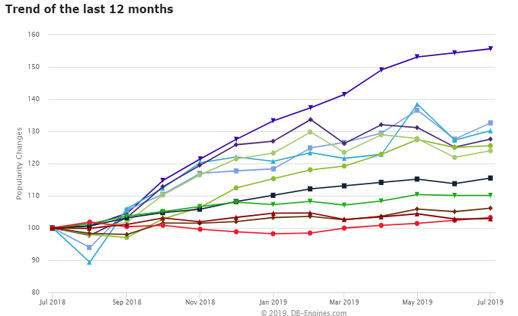 Trend of the last 12 months
160
150
140
130
120
110
100
90
80
Popularity Changes
Jul 2018
Sep 2018
Nov 2018
Jan 2019
Mar 2019
May 2019
Jul 2019
© 2019, DB-Engines.com